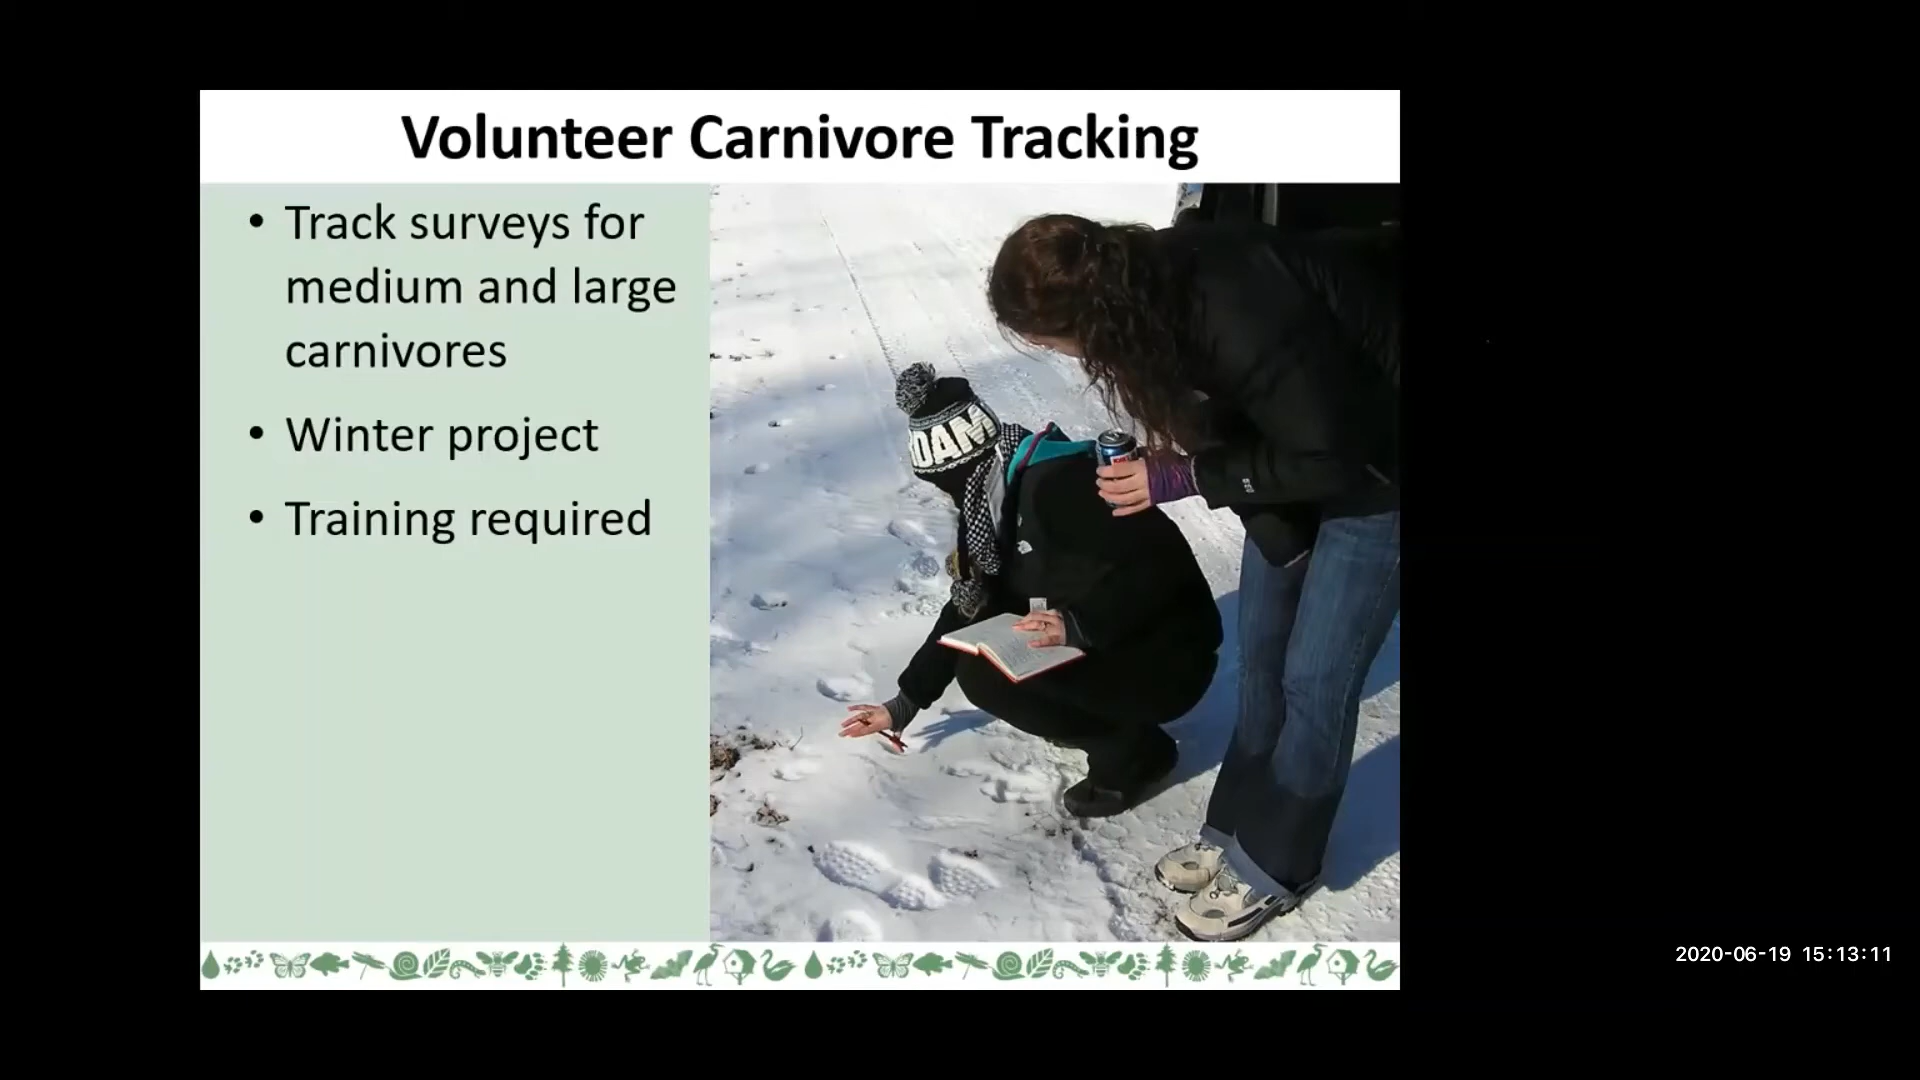 Volunteer Carnivore Tracking
• Track surveys for
medium and large
carnivores
• Winter project
• Training required
2020-06-19 15:13:11